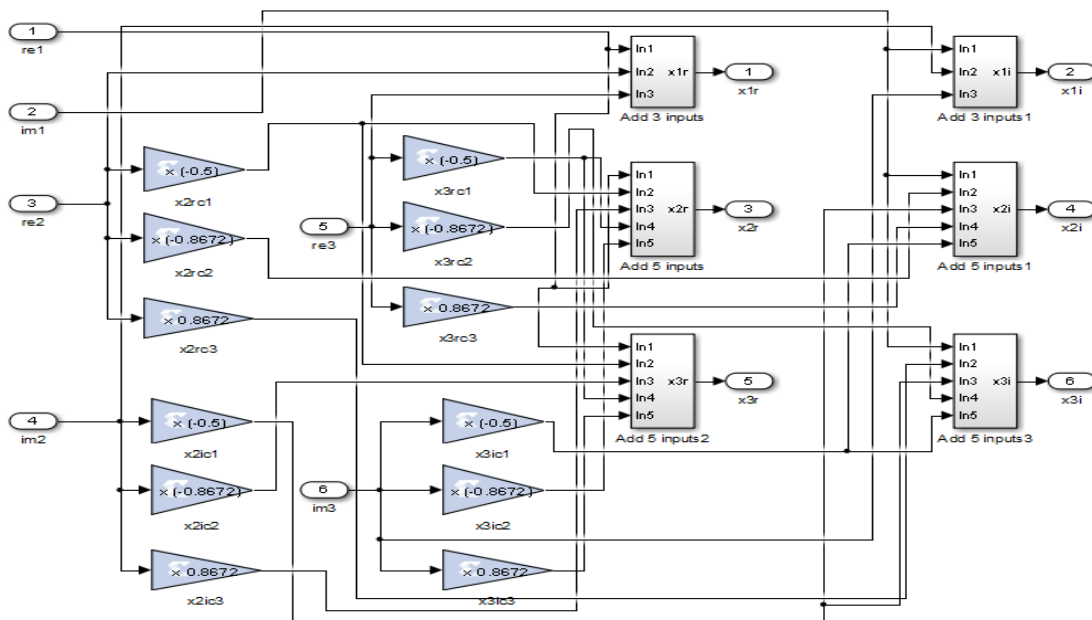 1
re1
2
im1
3
re2
4
im2
5
re3
6
im3
x (-0.5)
x2rc1
x (-0.8672)
x2rc2
x 0.8672
x2rc3
x (-0.5)
x2ic1
x (-0.8672)
x2ic2
x 0.8672
x2ic3
x (-0.5)
x3rc1
x (-0.8672)
x3rc2
x 0.8672
x3rc3
x (-0.5)
x3ic1
x (-0.8672)
x3ic2
x 0.8672
x3ic3
In1
In2 x1r
In3
Add 3 inputs
1
x1r
In1
In2 x1i
In3
Add 3 inputs1
2
x1i
In1
In2
In3 x2r
In4
In5
Add 5 inputs
3
x2r
In1
In2
In3 x2i
In4
In5
Add 5 inputs1
4
x2i
In1
In2
In3 x3r
In4
In5
Add 5 inputs2
5
x3r
In1
In2
In3 x3i
In4
In5
Add 5 inputs3
6
x3i